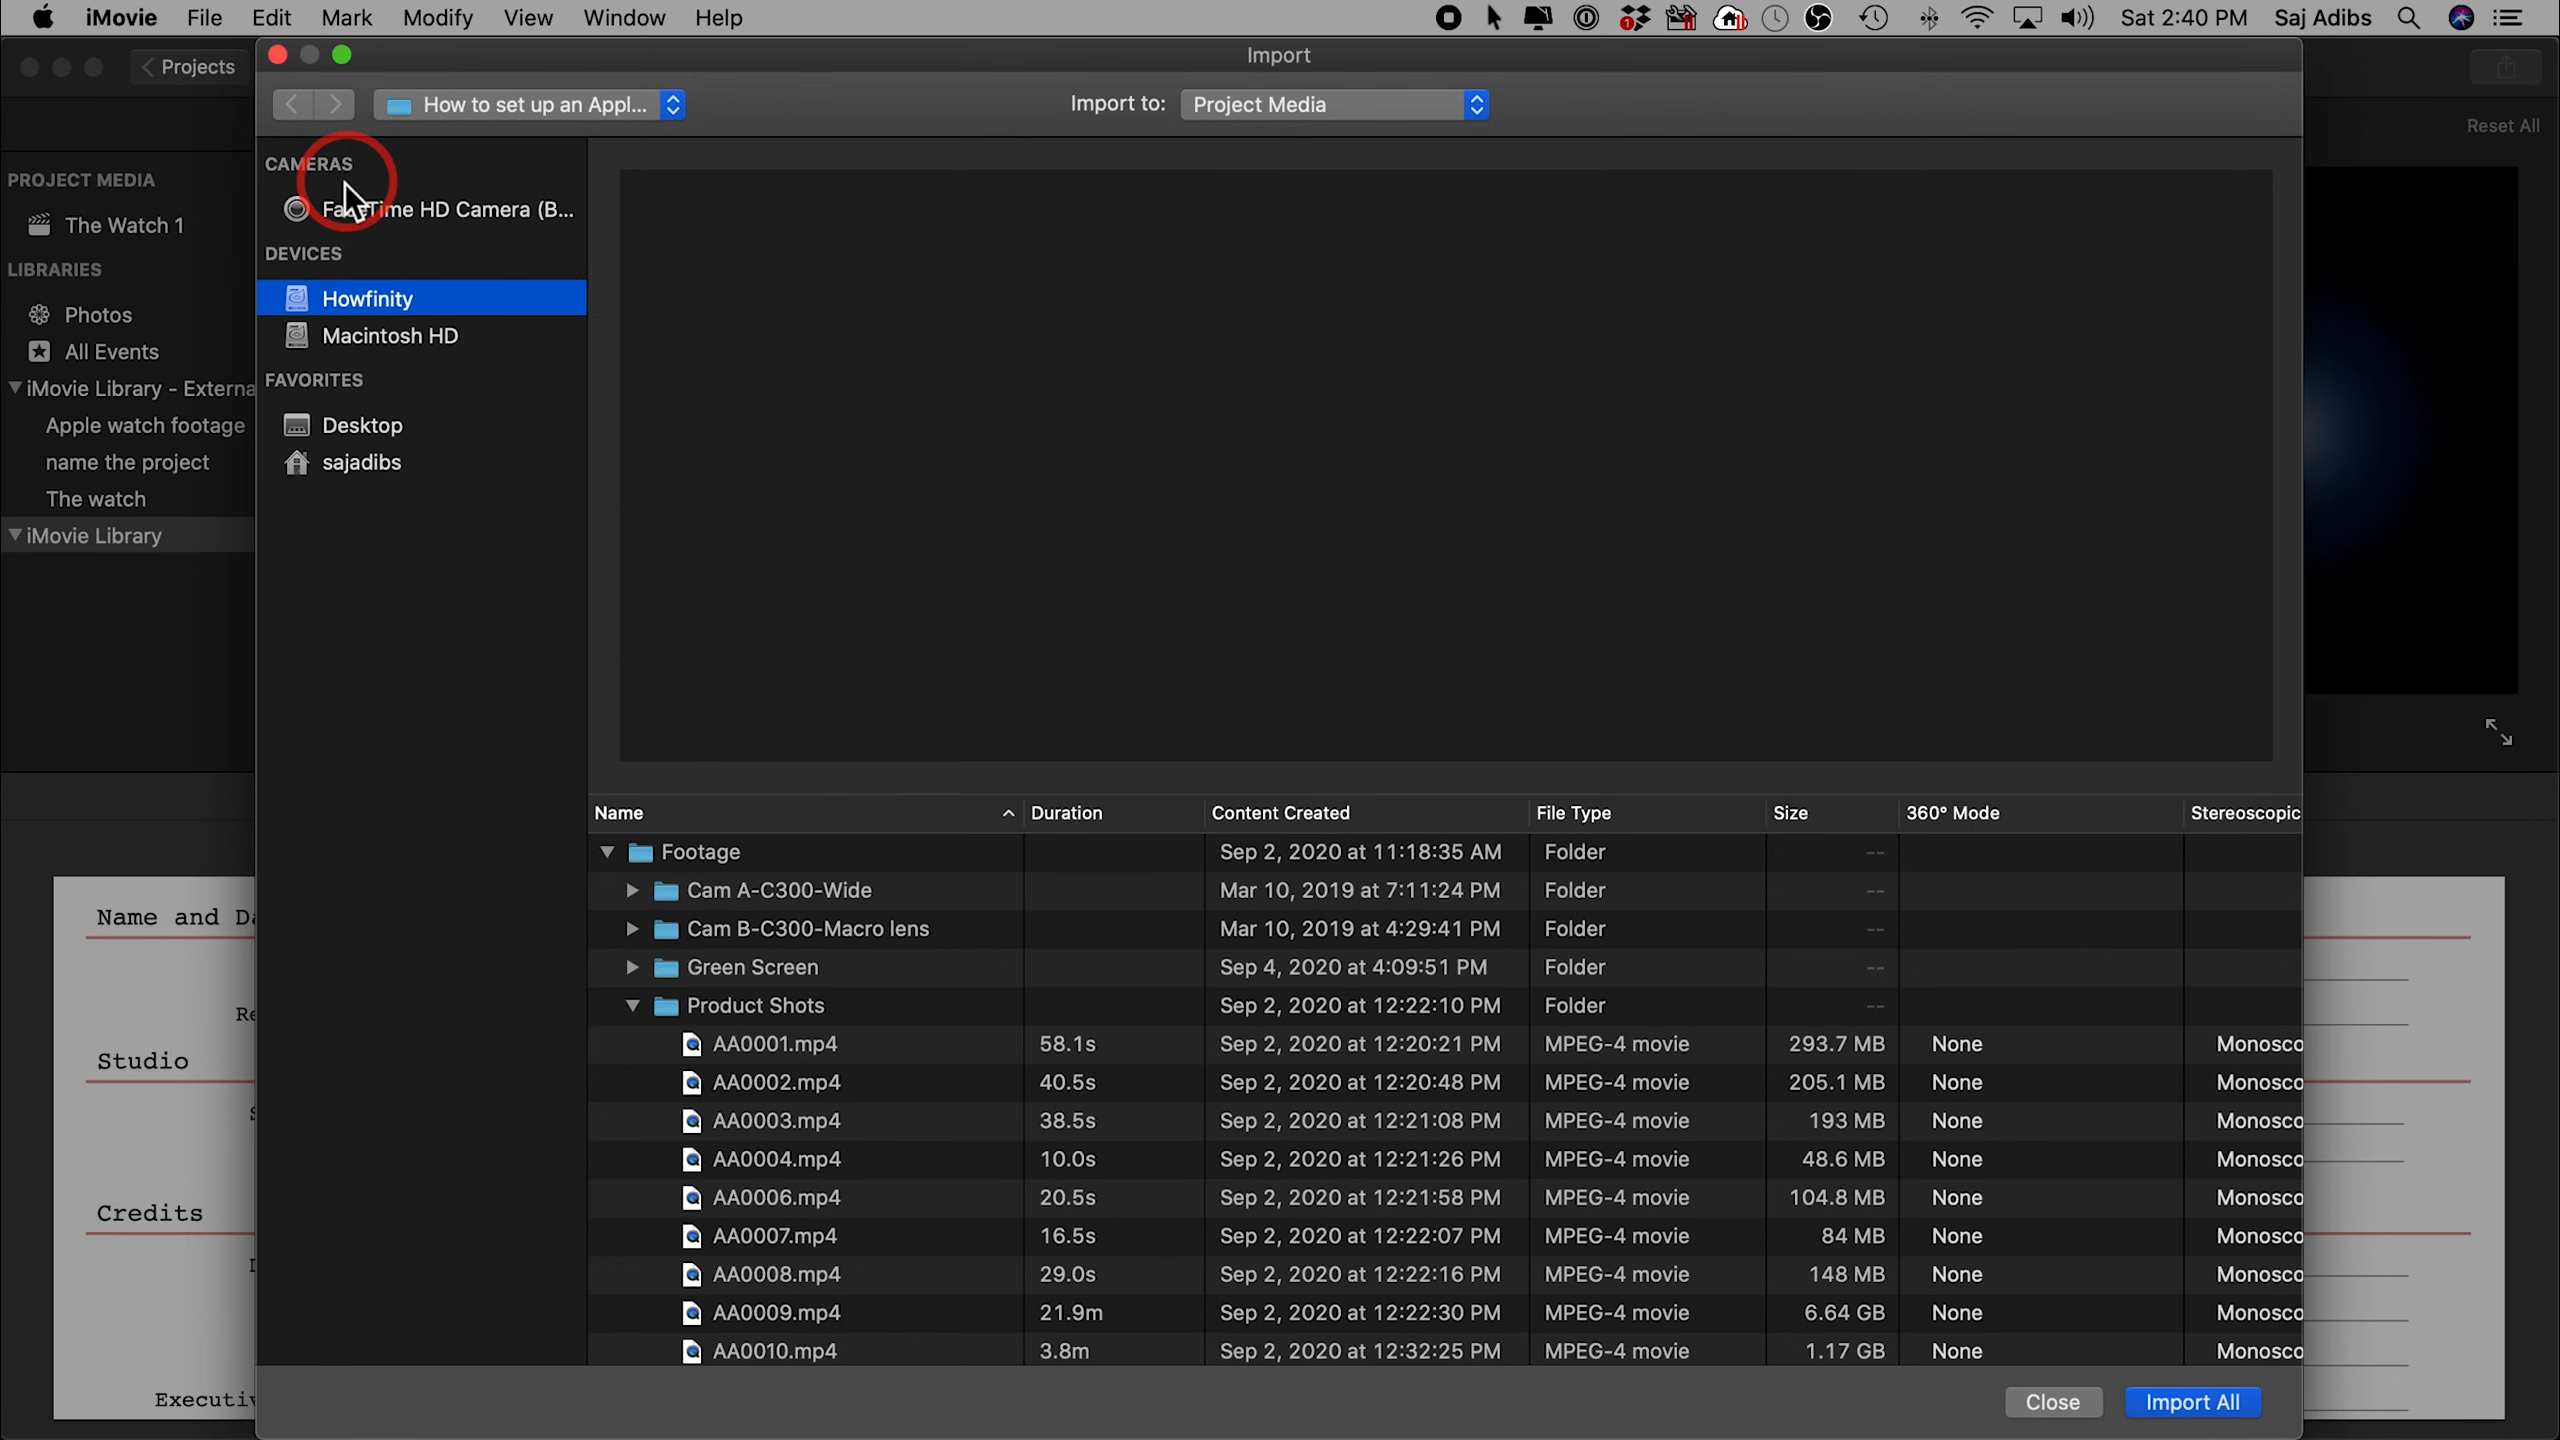 iMovie File Edit Mark Modify View Window Help
Sat 2:40 PM Saj Adibs
Import
Projects
How to set up an Appl...
Import to: Project Media
Reset All
PROJECT MEDIA
The Watch 1
LIBRARIES
Photos
All Events
iMovie Library - Externa
Apple watch footage
name the project
The watch
iMovie Library
CAMERAS
FaceTime HD Camera (B...
DEVICES
Howfinity
Macintosh HD
FAVORITES
Desktop
sajadibs
Name Duration Content Created File Type Size 360° Mode Stereoscopic
Footage Sep 2, 2020 at 11:18:35 AM Folder --
Cam A-C300-Wide Mar 10, 2019 at 7:11:24 PM Folder --
Cam B-C300-Macro lens Mar 10, 2019 at 4:29:41 PM Folder --
Green Screen Sep 4, 2020 at 4:09:51 PM Folder --
Product Shots Sep 2, 2020 at 12:22:10 PM Folder --
AA0001.mp4 58.1s Sep 2, 2020 at 12:20:21 PM MPEG-4 movie 293.7 MB None Monosco
AA0002.mp4 40.5s Sep 2, 2020 at 12:20:48 PM MPEG-4 movie 205.1 MB None Monosco
AA0003.mp4 38.5s Sep 2, 2020 at 12:21:08 PM MPEG-4 movie 193 MB None Monosco
AA0004.mp4 10.0s Sep 2, 2020 at 12:21:26 PM MPEG-4 movie 48.6 MB None Monosco
AA0006.mp4 20.5s Sep 2, 2020 at 12:21:58 PM MPEG-4 movie 104.8 MB None Monosco
AA0007.mp4 16.5s Sep 2, 2020 at 12:22:07 PM MPEG-4 movie 84 MB None Monosco
AA0008.mp4 29.0s Sep 2, 2020 at 12:22:16 PM MPEG-4 movie 148 MB None Monosco
AA0009.mp4 21.9m Sep 2, 2020 at 12:22:30 PM MPEG-4 movie 6.64 GB None Monosco
AA0010.mp4 3.8m Sep 2, 2020 at 12:32:25 PM MPEG-4 movie 1.17 GB None Monosco
Close Import All
Name and Da
Re
Studio
Credits
Executiv